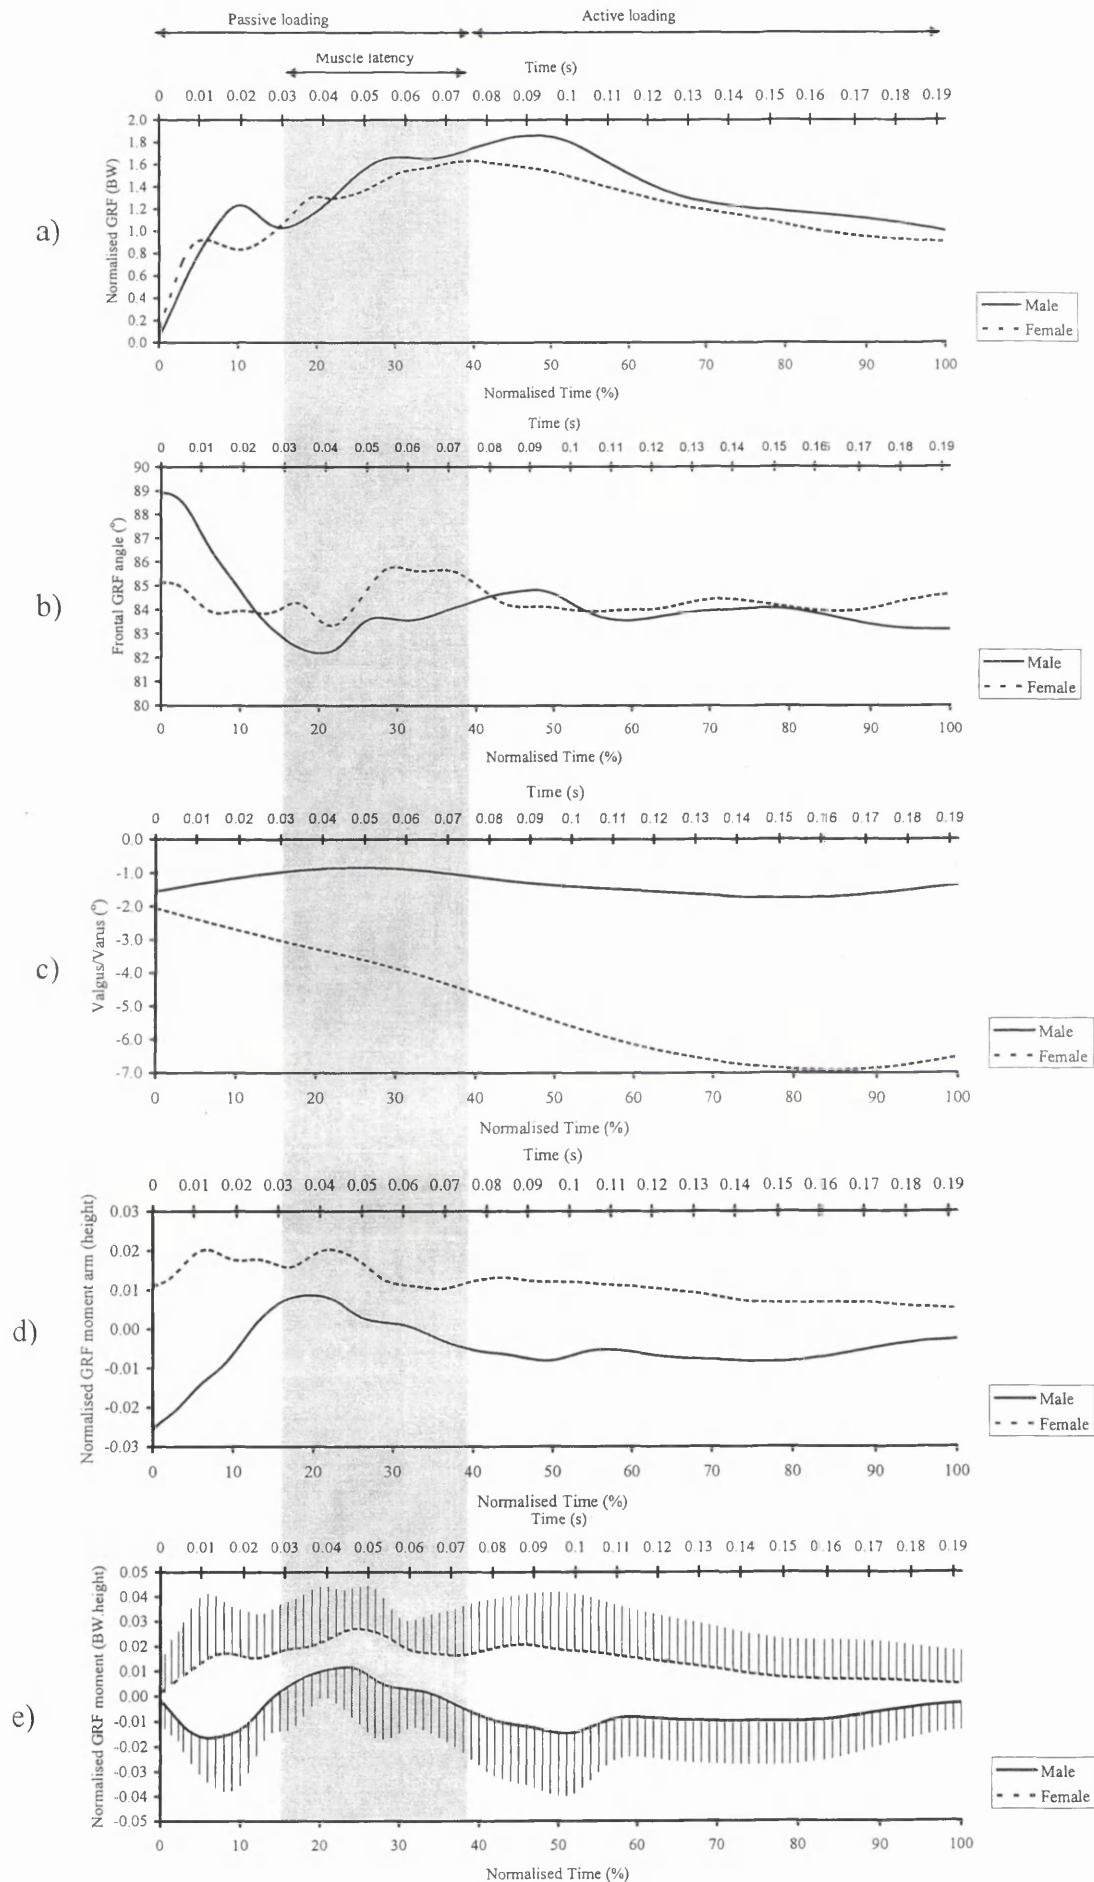 Passive loading
Active loading
Muscle latency
Time (s)
0 0.01 0.02 0.03 0.04 0.05 0.06 0.07 0.08 0.09 0.1 0.11 0.12 0.13 0.14 0.15 0.16 0.17 0.18 0.19
2.0
1.8
1.6
1.4
1.2
1.0
0.8
0.6
0.4
0.2
0.0
Normalised GRF (BW)
a)
Male
Female
0 10 20 30 40 50 60 70 80 90 100
Normalised Time (%)
Time (s)
0 0.01 0.02 0.03 0.04 0.05 0.06 0.07 0.08 0.09 0.1 0.11 0.12 0.13 0.14 0.15 0.16 0.17 0.18 0.19
90
89
88
87
86
85
84
83
82
81
80
Frontal GRF angle (°)
b)
Male
Female
0 10 20 30 40 50 60 70 80 90 100
Normalised Time (%)
Time (s)
0 0.01 0.02 0.03 0.04 0.05 0.06 0.07 0.08 0.09 0.1 0.11 0.12 0.13 0.14 0.15 0.16 0.17 0.18 0.19
0.0
-1.0
-2.0
-3.0
-4.0
-5.0
-6.0
-7.0
Valgus/Varus (°)
c)
Male
Female
0 10 20 30 40 50 60 70 80 90 100
Normalised Time (%)
Time (s)
0 0.01 0.02 0.03 0.04 0.05 0.06 0.07 0.08 0.09 0.1 0.11 0.12 0.13 0.14 0.15 0.16 0.17 0.18 0.19
0.03
0.02
0.01
0.00
-0.01
-0.02
-0.03
Normalised GRF moment arm (height)
d)
Male
Female
0 10 20 30 40 50 60 70 80 90 100
Normalised Time (%)
Time (s)
0 0.01 0.02 0.03 0.04 0.05 0.06 0.07 0.08 0.09 0.1 0.11 0.12 0.13 0.14 0.15 0.16 0.17 0.18 0.19
0.05
0.04
0.03
0.02
0.01
0.00
-0.01
-0.02
-0.03
-0.04
-0.05
Normalised GRF moment (BW.height)
e)
Male
Female
0 10 20 30 40 50 60 70 80 90 100
Normalised Time (%)